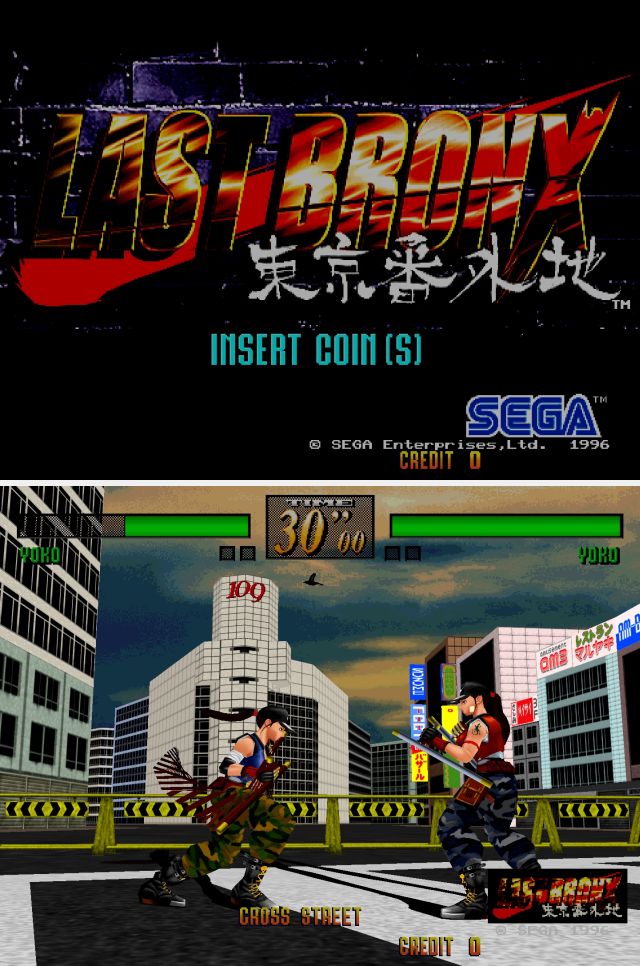 LAST BRONX
東京番外地
TM
INSERT COIN(S)
SEGA TM
© SEGA Enterprises,Ltd. 1996
CREDIT 0
TIME
30"00
YOKO
YOKO
109
レストラン
マルヤキ
CROSS STREET
LAST BRONX
東京番外地
© SEGA 1996
CREDIT 0